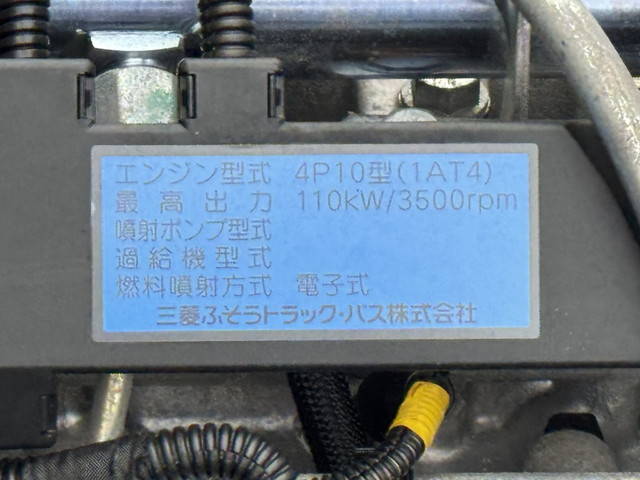 エンジン型式 4P10型(1AT4)
最高出力 110kW/3500rpm
噴射ポンプ型式
過給機型式
燃料噴射方式 電子式
三菱ふそうトラック・バス株式会社